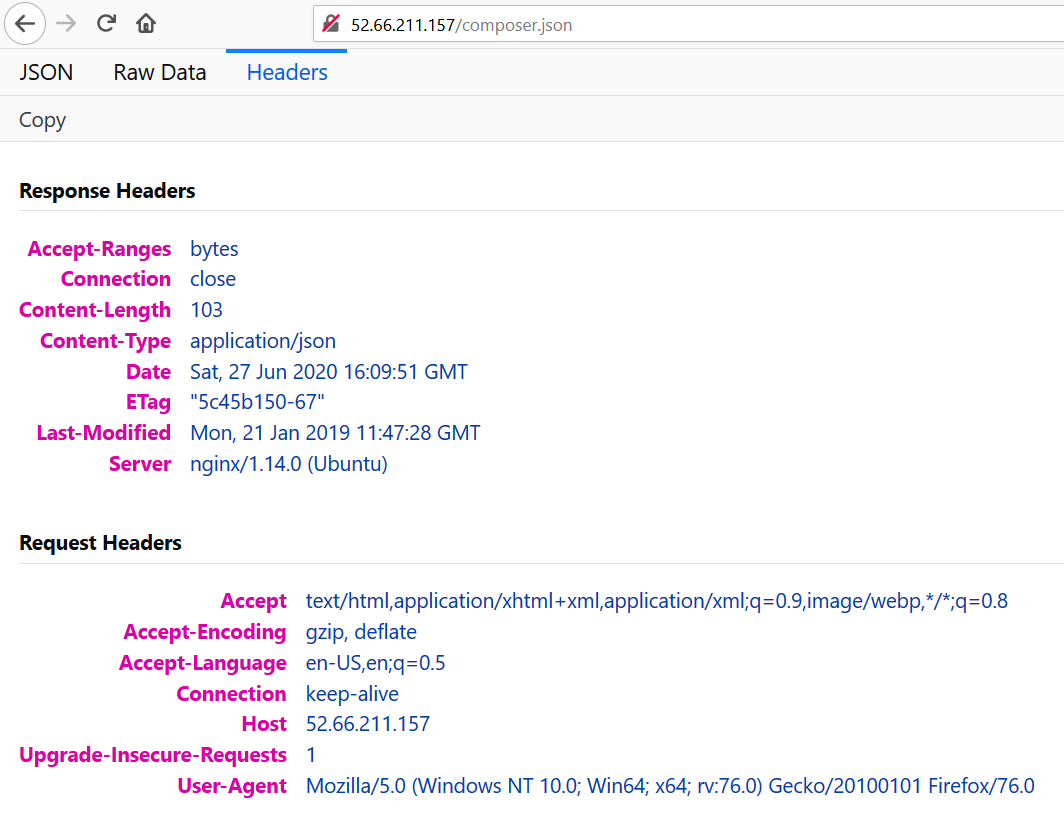 52.66.211.157/composer.json
JSON Raw Data Headers
Copy
Response Headers
Accept-Ranges bytes
Connection close
Content-Length 103
Content-Type application/json
Date Sat, 27 Jun 2020 16:09:51 GMT
ETag "5c45b150-67"
Last-Modified Mon, 21 Jan 2019 11:47:28 GMT
Server nginx/1.14.0 (Ubuntu)
Request Headers
Accept text/html,application/xhtml+xml,application/xml;q=0.9,image/webp,*/*;q=0.8
Accept-Encoding gzip, deflate
Accept-Language en-US,en;q=0.5
Connection keep-alive
Host 52.66.211.157
Upgrade-Insecure-Requests 1
User-Agent Mozilla/5.0 (Windows NT 10.0; Win64; x64; rv:76.0) Gecko/20100101 Firefox/76.0